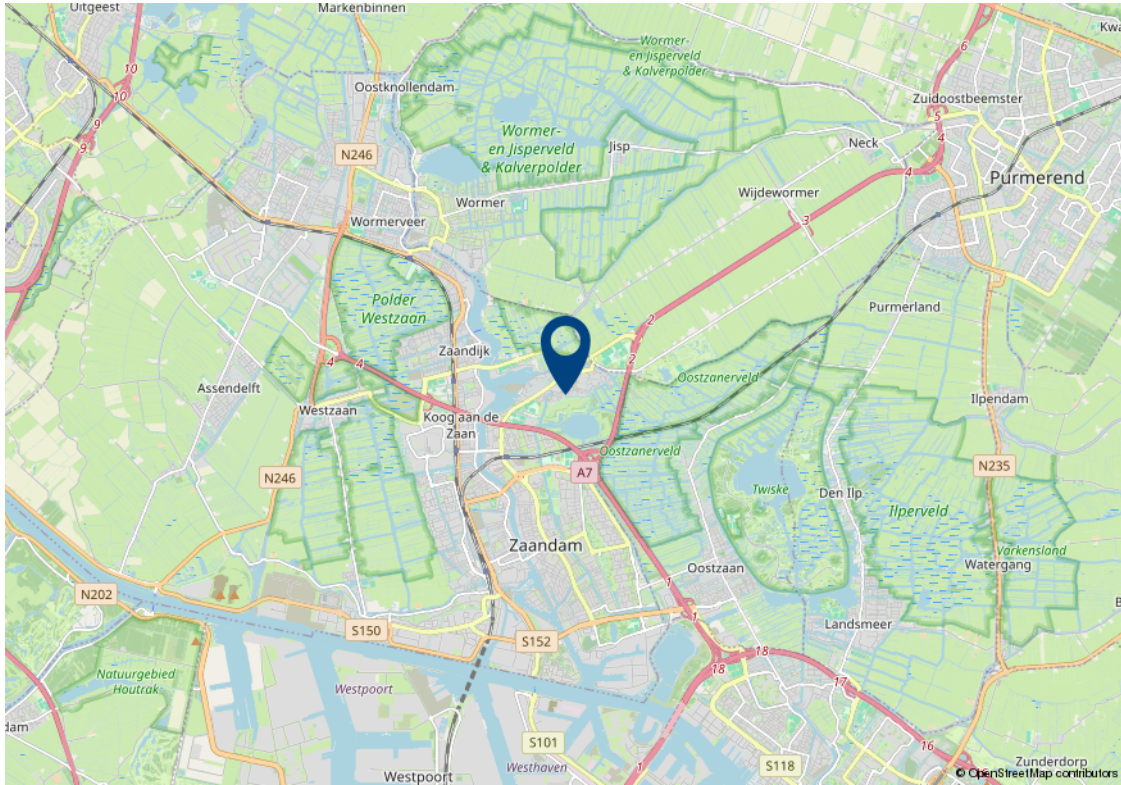 Uitgeest
Markenbinnen
Kwa
10
6
Wormer-
en Jisperveld
& Kalverpolder
Oostknollendam
10
Zuidoostbeemster
5
9
9
Wormer-
en Jisperveld
& Kalverpolder
Jisp
Neck
4
N246
4
Purmerend
Wijdewormer
Wormer
Wormerveer
3
Polder
Westzaan
Purmerland
2
Zaandijk
4
4
2
Assendelft
Oostzanerveld
Westzaan
Koog aan de
Zaan
Ilpendam
Oostzanerveld
A7
N235
N246
Twiske
Den Ilp
Ilperveld
Zaandam
Varkensland
Watergang
Oostzaan
1
N202
B
1
S150
S152
Landsmeer
18
18
Natuurgebied
Houtrak
17
Westpoort
dam
S101
16
Westhaven
1
S118
Zunderdorp
Westpoort
© OpenStreetMap contributors